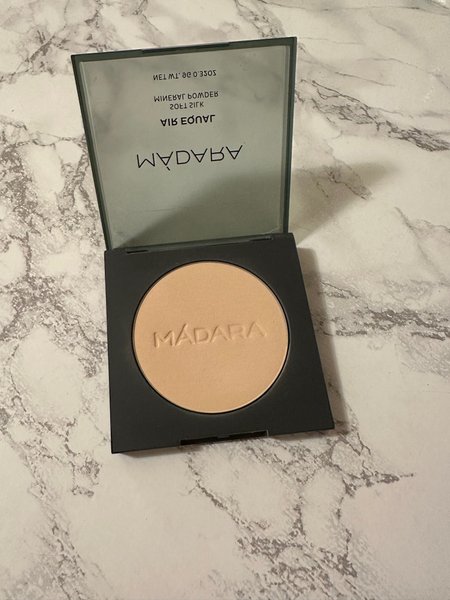 MÁDARA
AIR EQUAL
SOFT SILK
MINERAL POWDER
NET WT. 9G 0.32OZ
MÁDARA